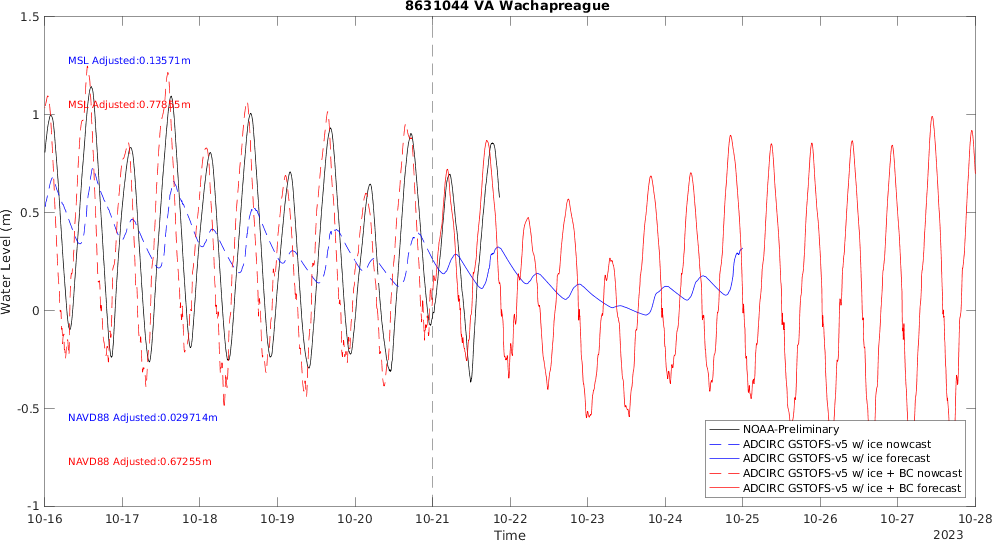 8631044 VA Wachapreague
1.5
1
0.5
0
-0.5
-1
Water Level (m)
MSL Adjusted:0.13571m
MSL Adjusted:
NAVD88 Adjusted:0.029714m
NAVD88 Adjusted:0.67255m
NOAA-Preliminary
ADCIRC GSTOFS-v5 w/ ice nowcast
ADCIRC GSTOFS-v5 w/ ice forecast
ADCIRC GSTOFS-v5 w/ ice + BC nowcast
ADCIRC GSTOFS-v5 w/ ice + BC forecast
10-16 10-17 10-18 10-19 10-20 10-21 10-22 10-23 10-24 10-25 10-26 10-27 10-28
Time
2023